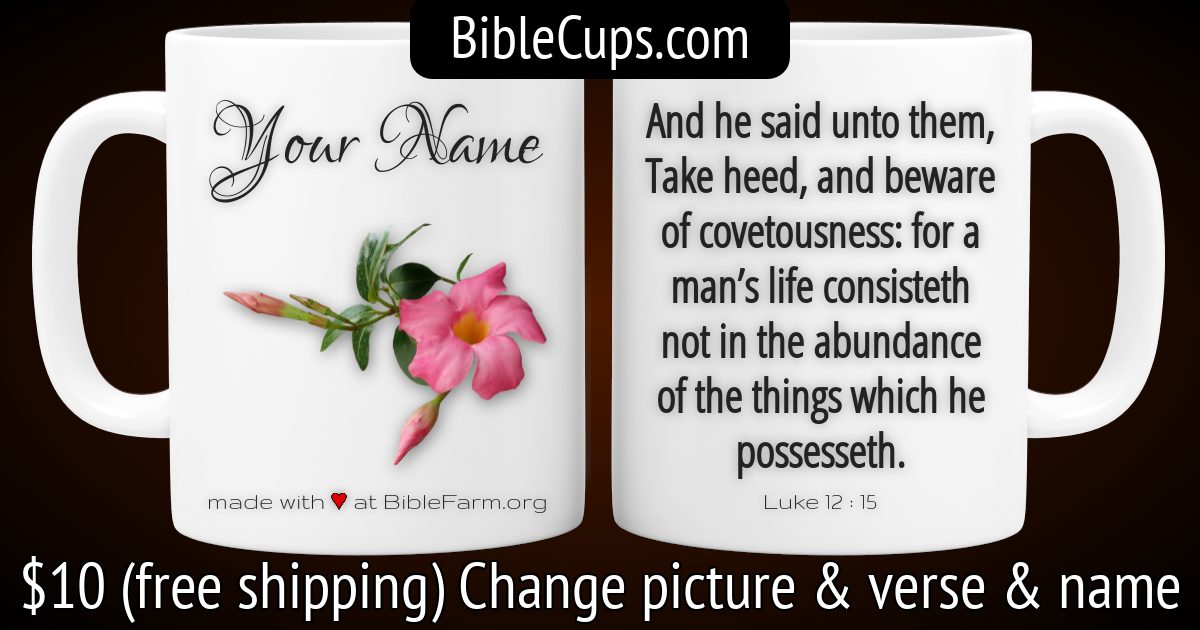 BibleCups.com
Your Name
made with ♥ at BibleFarm.org
And he said unto them,
Take heed, and beware
of covetousness: for a
man’s life consisteth
not in the abundance
of the things which he
possesseth.
Luke 12 : 15
$10 (free shipping) Change picture & verse & name